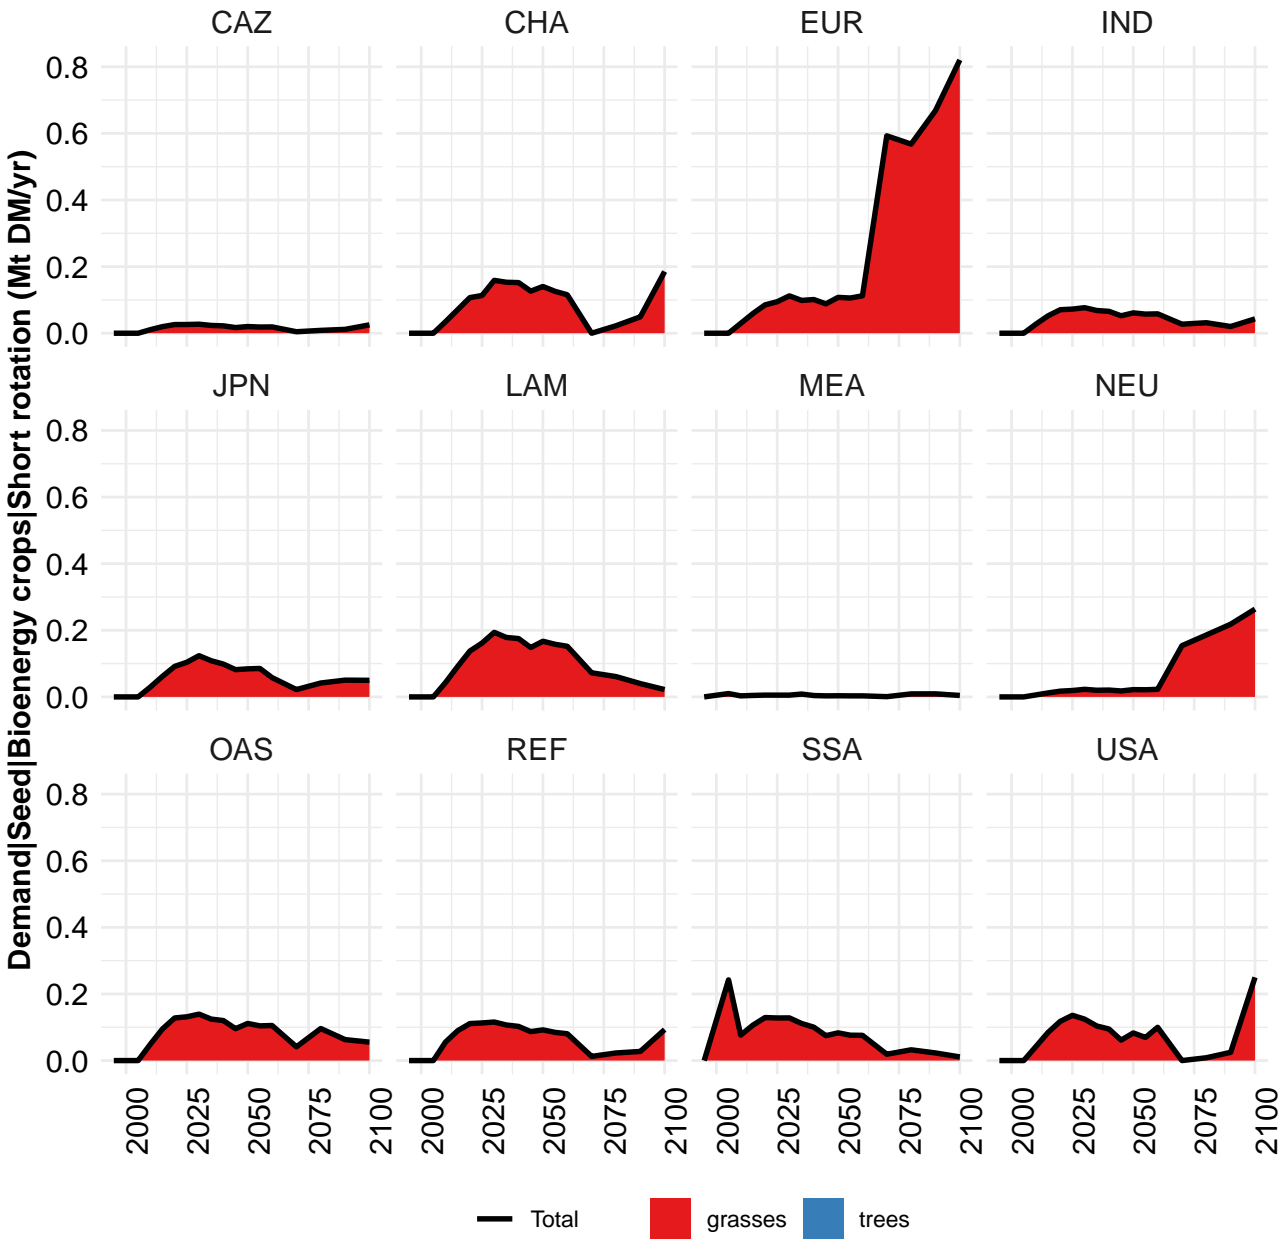 CAZ CHA EUR IND
0.8
0.6
0.4
0.2
0.0
JPN LAM MEA NEU
0.8
0.6
0.4
0.2
0.0
OAS REF SSA USA
0.8
0.6
0.4
0.2
0.0
2000 2025 2050 2075 2100 2000 2025 2050 2075 2100 2000 2025 2050 2075 2100 2000 2025 2050 2075 2100
Demand|Seed|Bioenergy crops|Short rotation (Mt DM/yr)
Total grasses trees